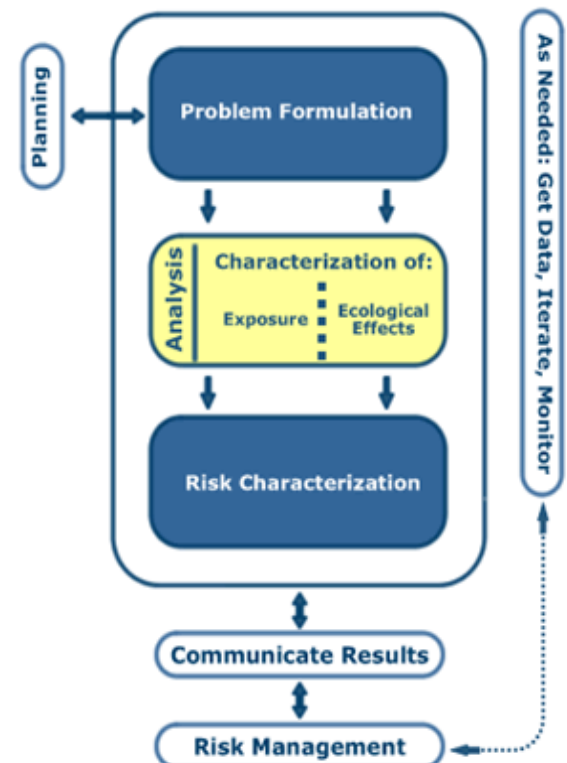 Planning
Problem Formulation
Analysis
Characterization of:
Exposure
Ecological
Effects
Risk Characterization
Communicate Results
Risk Management
As Needed: Get Data, Iterate, Monitor